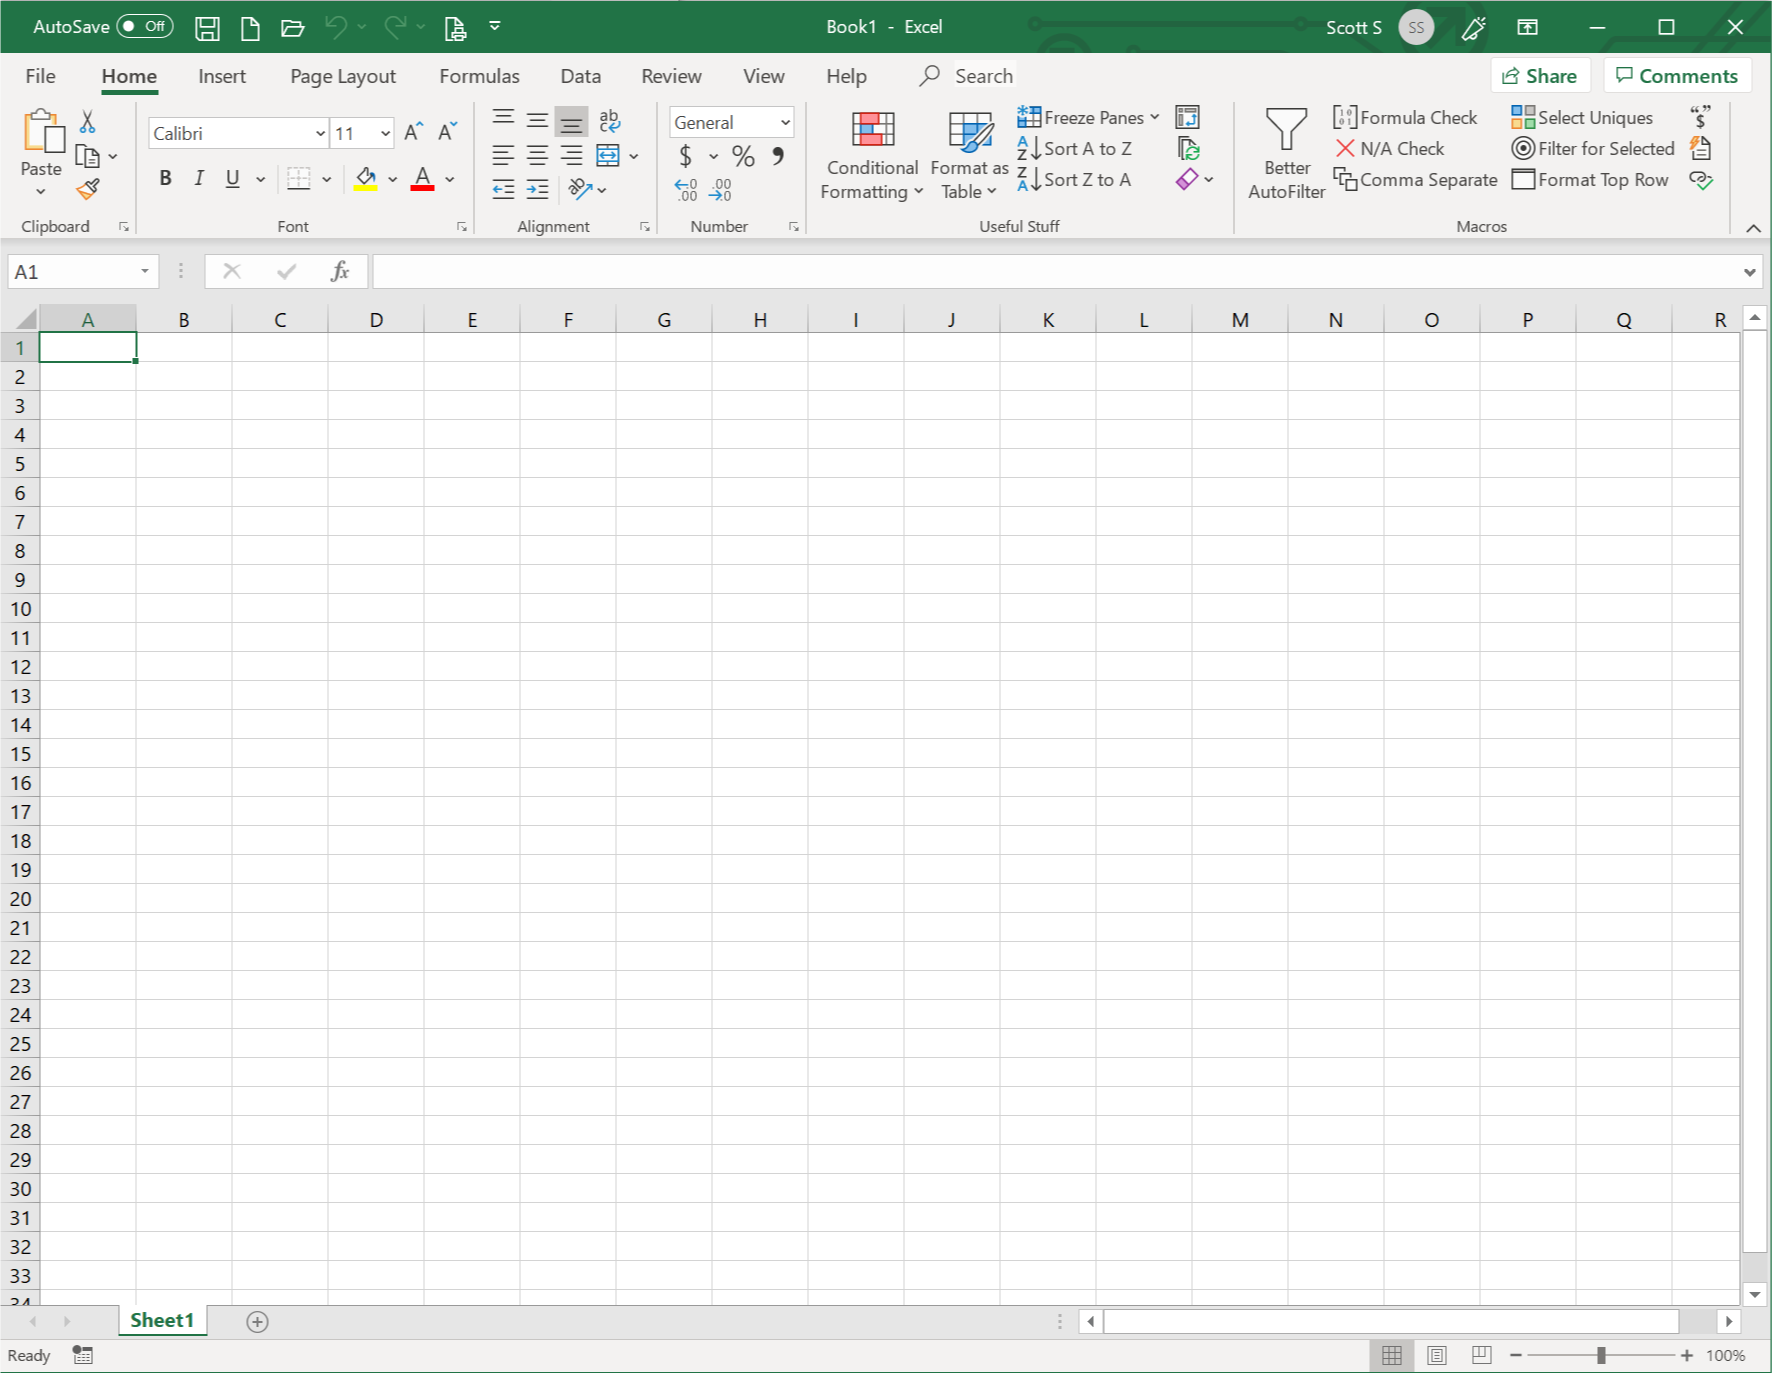 AutoSave Off
Book1 - Excel
Scott S SS
File Home Insert Page Layout Formulas Data Review View Help Search Share Comments
Paste
Clipboard
Calibri 11 A A
B I U A
Font
ab
c
ab
Alignment
General
$ % ,
.00 .00
.00 .0
Number
Conditional
Formatting
Format as
Table
Freeze Panes
Sort A to Z
Sort Z to A
Useful Stuff
Better
AutoFilter
Formula Check
N/A Check
Comma Separate
Select Uniques
Filter for Selected
Format Top Row
“ ”
$
Macros
A1 fx
A B C D E F G H I J K L M N O P Q R
1
2
3
4
5
6
7
8
9
10
11
12
13
14
15
16
17
18
19
20
21
22
23
24
25
26
27
28
29
30
31
32
33
34
Sheet1
Ready
100%